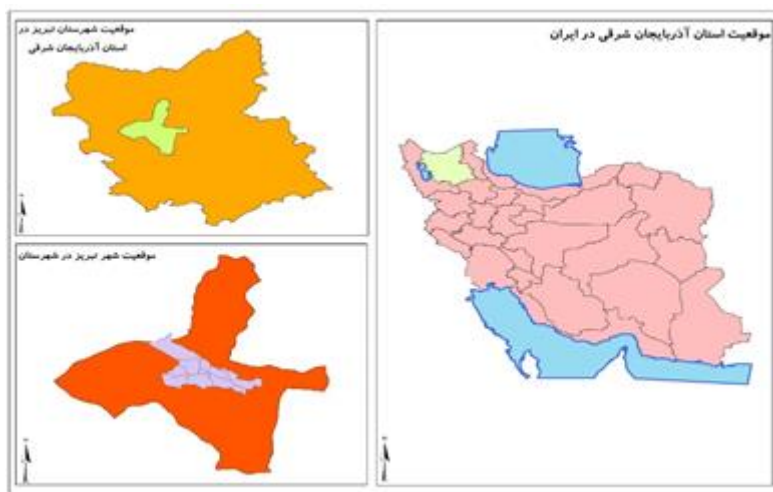 موقعیت استان آذربایجان شرقی در ایران
موقعیت شهرستان تبریز در
استان آذربایجان شرقی
موقعیت شهر تبریز در شهرستان